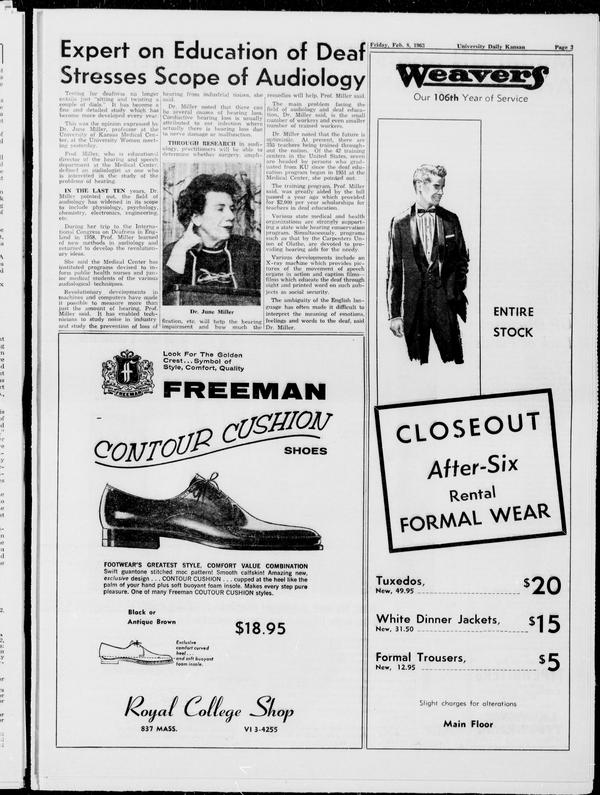 Friday, Feb. 8, 1963 University Daily Kansan Page 3
Expert on Education of Deaf
Stresses Scope of Audiology
Testing for deafness no longer
entails just "sitting and twisting a
couple of dials." It has become a
fine and detailed study which has
become more developed every year.
This was the opinion expressed by
Dr. June Miller, professor at the
University of Kansas Medical Cen-
ter, at the University Women meet-
ing yesterday.
Prof. Miller, who is educational
director of the hearing and speech
department at the Medical Center,
defined an audiologist as one who
is interested in the study of the
problems of hearing.
IN THE LAST TEN years, Dr.
Miller pointed out, the field of
audiology has widened in its scope
to include physiology, psychology,
chemistry, electronics, engineering,
etc.
During her trip to the Interna-
tional Congress on Deafness in Eng-
land in 1958, Prof. Miller learned
of new methods in audiology and
returned to develop the revolution-
ary ideas.
She said the Medical Center has
instituted programs devised to in-
form public health nurses and jun-
ior medical students of the various
audiological techniques.
Revolutionary developments in
machines and computers have made
it possible to measure more than
just the amount of hearing, Prof.
Miller said. It has enabled tech-
nicians to study noise in industry
and study the prevention of loss of
hearing from industrial noises, she
said.
Dr. Miller noted that there can
be several causes of hearing loss.
Conductive hearing loss is usually
attributed to ear infection where
actually there is hearing loss due
to nerve damage or malfunction.
THROUGH RESEARCH in audi-
ology, practitioners will be able to
determine whether surgery, ampli-
Dr. June Miller
fication, etc. will help the hearing
impairment and how much the
remedies will help, Prof. Miller said.
The main problem facing the
field of audiology and deaf educa-
tion, Dr. Miller said, is the small
number of workers and even smaller
number of trained workers.
Dr. Miller noted that the future is
optimistic. At present, there are
395 teachers being trained through-
out the nation. Of the 42 training
centers in the United States, seven
are headed by persons who grad-
uated from KU since the deaf edu-
cation program began in 1951 at the
Medical Center, she pointed out.
The training program, Prof. Miller
said, was greatly aided by the bill
passed a year ago which provided
for $2,000 per year scholarships for
teachers in deaf education.
Various state medical and health
organizations are strongly support-
ing a state wide hearing conservation
program. Simultaneously, programs
such as that by the Carpenters Un-
ion of Olathe, are devoted to pro-
viding hearing aids for the needy.
Various developments include an
X-ray machine which provides pic-
tures of the movement of speech
organs in action and caption films—
films which educate the deaf through
sight and printed word on such sub-
jects as social security.
The ambiguity of the English lan-
guage has often made it difficult to
interpret the meaning of emotions,
feelings and words to the deaf, said
Dr. Miller.
Look For The Golden
Crest... Symbol of
Style, Comfort, Quality
FREEMAN
FREEMAN
CONTOUR CUSHION
SHOES
FOOTWEAR'S GREATEST STYLE, COMFORT VALUE COMBINATION
Swift guantone stitched moc pattern! Smooth calfskin! Amazing new,
exclusive design . . . CONTOUR CUSHION . . . cupped at the heel like the
palm of your hand plus soft buoyant foam insole. Makes every step pure
pleasure. One of many Freeman COUTOUR CUSHION styles.
Black or
Antique Brown
$18.95
Exclusive
comfort curved
heel...
and soft buoyant
foam insole.
Royal College Shop
837 MASS. VI 3-4255
Weavers
Our 106th Year of Service
ENTIRE
STOCK
CLOSEOUT
After-Six
Rental
FORMAL WEAR
Tuxedos, $20
New, 49.95
White Dinner Jackets, $15
New, 31.50
Formal Trousers, $5
New, 12.95
Slight charges for alterations
Main Floor